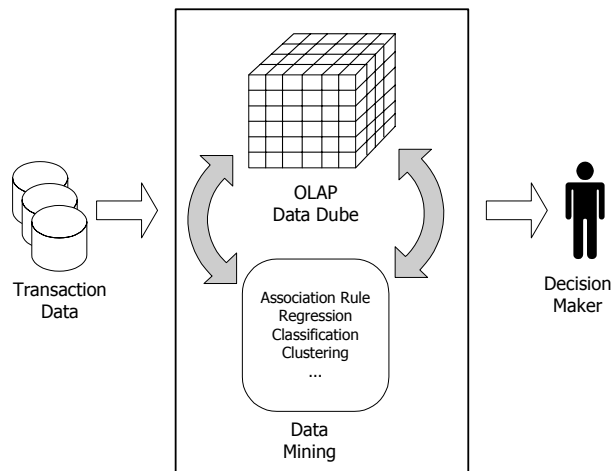 OLAP
Data Dube
Transaction
Data
Association Rule
Regression
Classification
Clustering
...
Data
Mining
Decision
Maker